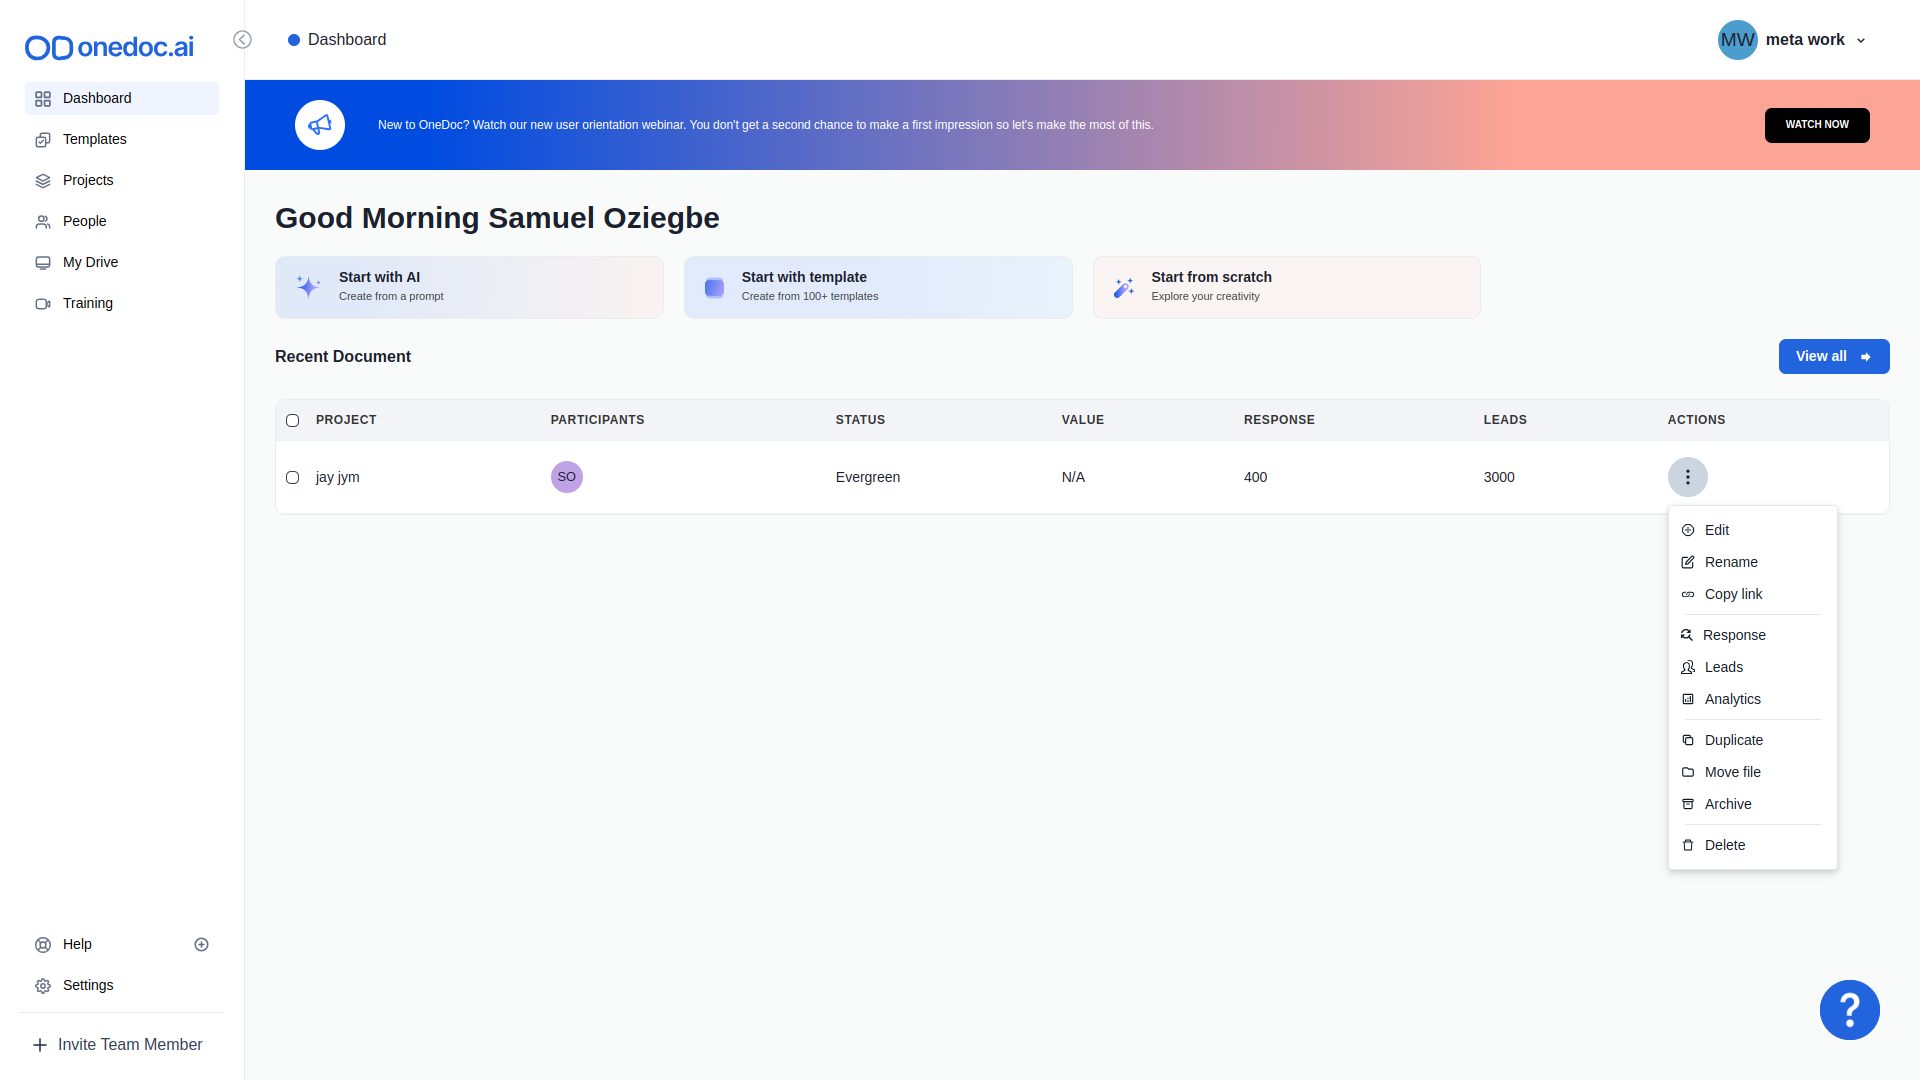 onedoc.ai
Dashboard
Templates
Projects
People
My Drive
Training
Help
Settings
Invite Team Member
Dashboard
MW meta work
New to OneDoc? Watch our new user orientation webinar. You don't get a second chance to make a first impression so let's make the most of this.
WATCH NOW
Good Morning Samuel Oziegbe
Start with AI
Create from a prompt
Start with template
Create from 100+ templates
Start from scratch
Explore your creativity
Recent Document
View all
PROJECT PARTICIPANTS STATUS VALUE RESPONSE LEADS ACTIONS
jay jym SO Evergreen N/A 400 3000
Edit
Rename
Copy link
Response
Leads
Analytics
Duplicate
Move file
Archive
Delete
?